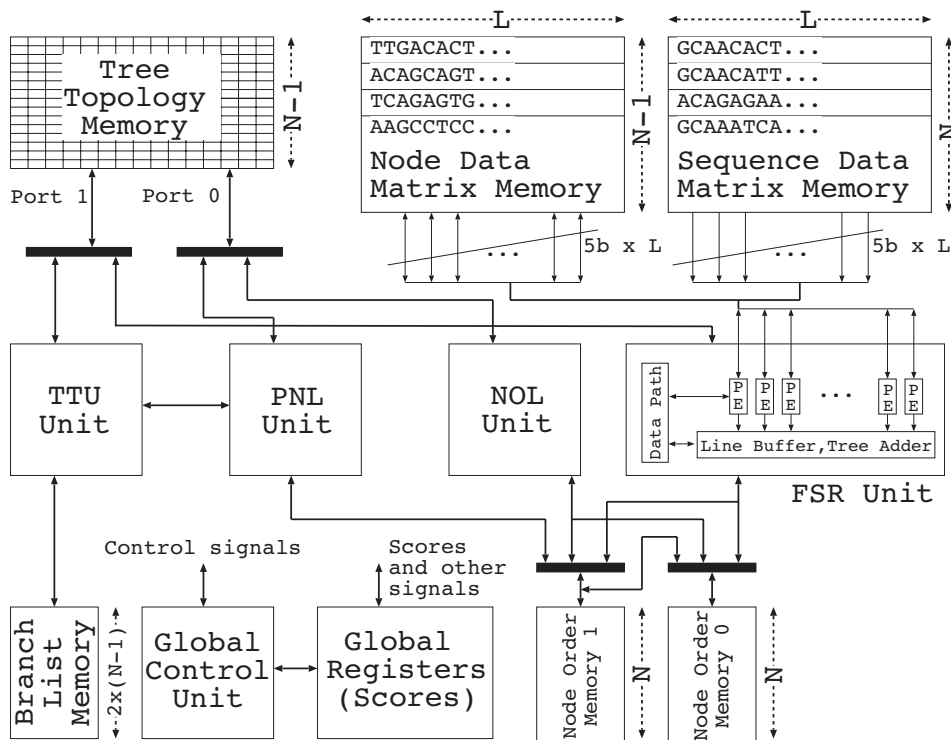 L
L
TTGACACT...
ACAGCAGT...
TCAGAGTG...
AAGCCTCC...
Node Data
Matrix Memory
N-1
GCAACACT...
GCAACATT...
ACAGAGAA...
GCAAATCA...
Sequence Data
Matrix Memory
N
Tree
Topology
Memory
N-1
Port 1
Port 0
...
5b x L
...
5b x L
TTU
Unit
PNL
Unit
NOL
Unit
Data Path
PE
PE
PE
...
PE
PE
Line Buffer,Tree Adder
FSR Unit
Control signals
Scores
and other
signals
Branch
List
Memory
2x(N-1)
Global
Control
Unit
Global
Registers
(Scores)
Node Order
Memory 1
N
Node Order
Memory 0
N